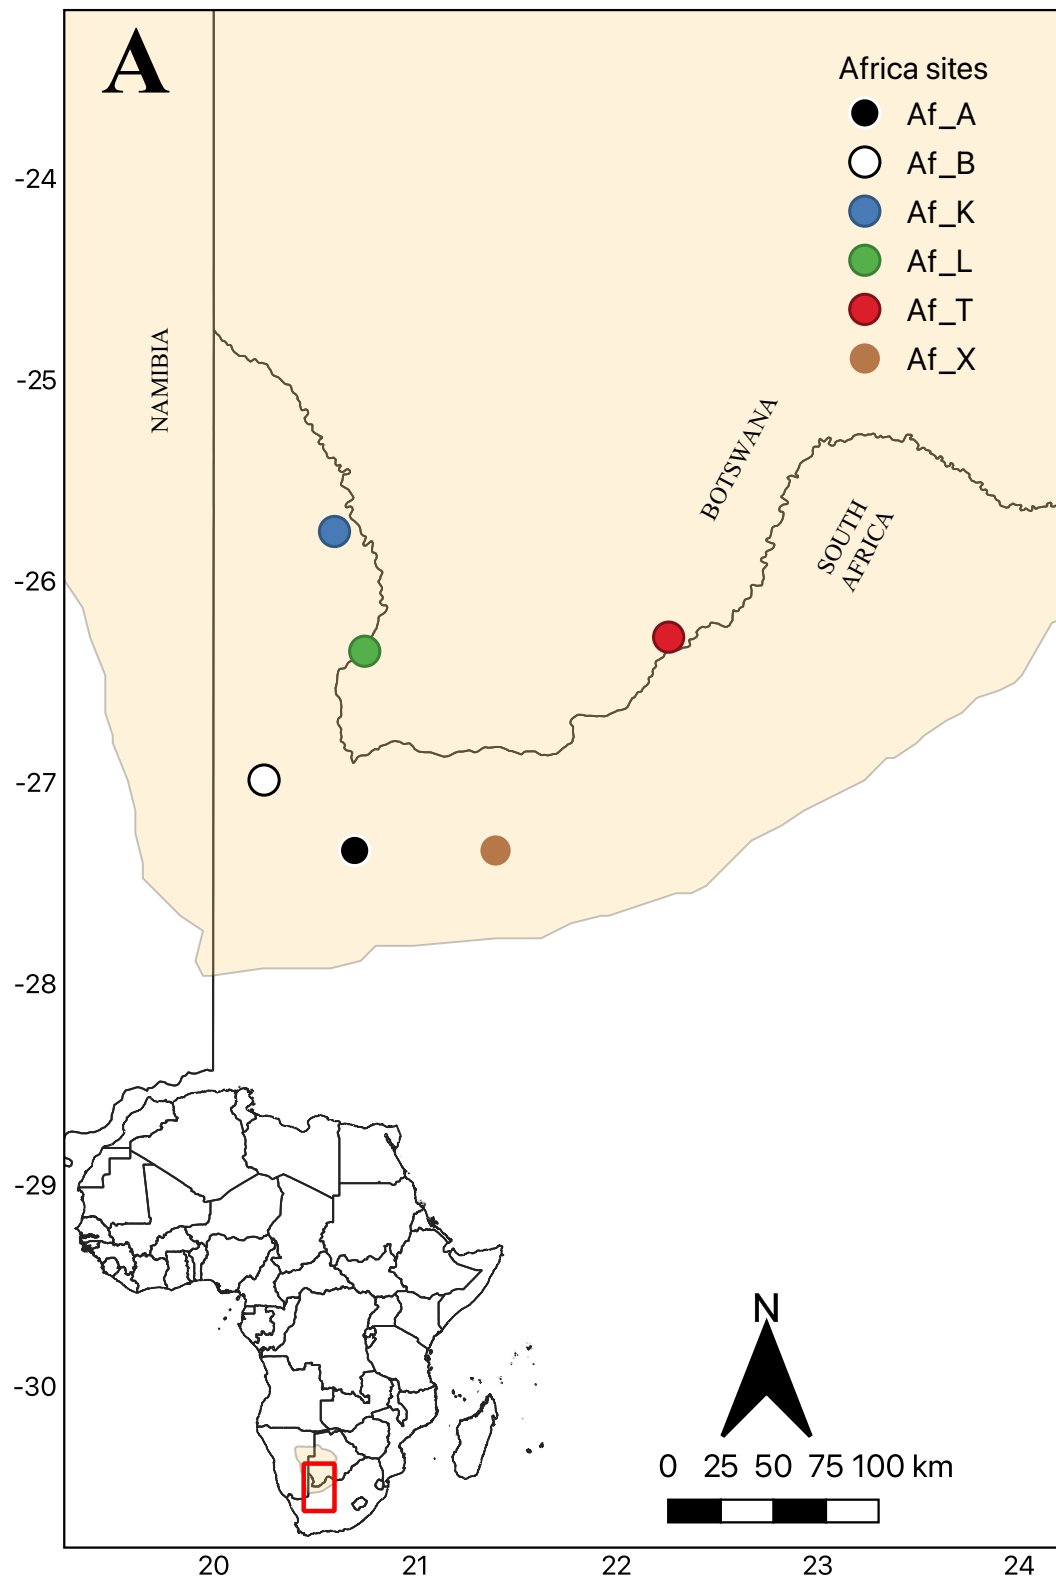 A
Africa sites
Af_A
Af_B
Af_K
Af_L
Af_T
Af_X
-24
-25
-26
-27
-28
-29
-30
NAMIBIA
BOTSWANA
SOUTH
AFRICA
N
0 25 50 75 100 km
20 21 22 23 24